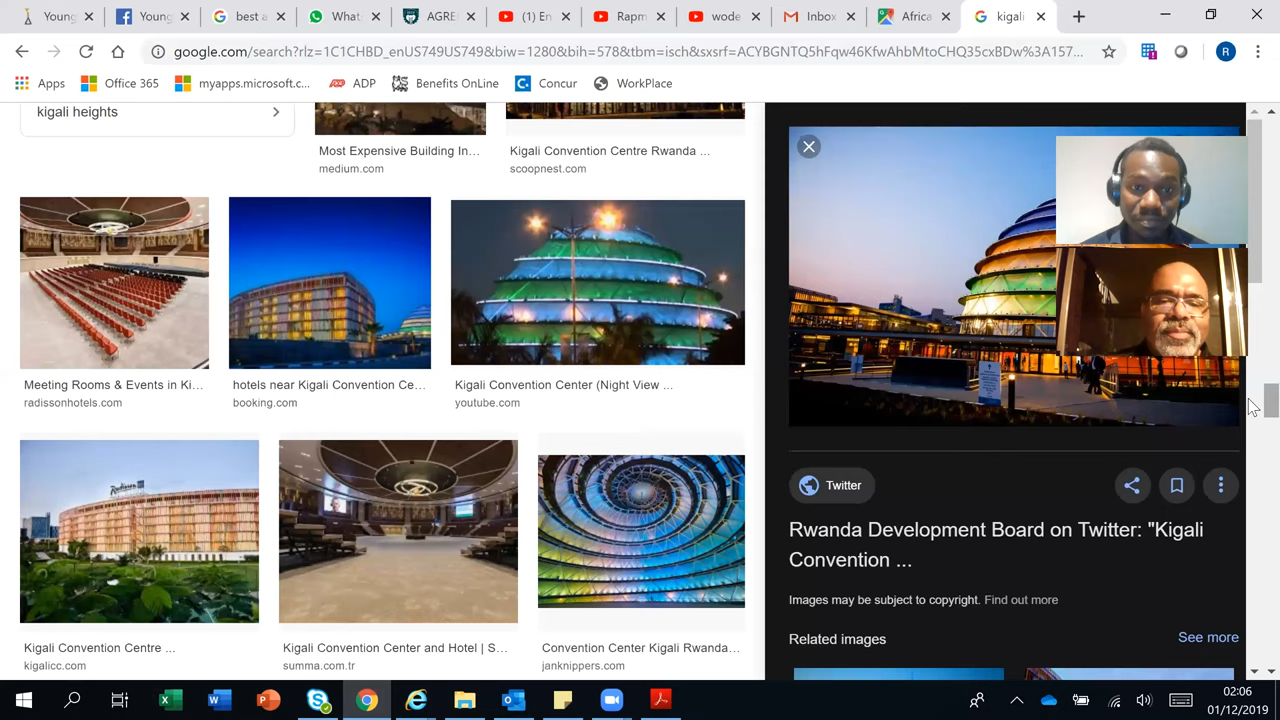 Young
Young
best a
What
AGREE
(1) En
Rapm
wode
Inbox
Africa
kigali
google.com/search?rlz=1C1CHBD_enUS749US749&biw=1280&bih=578&tbm=isch&sxsrf=ACYBGNTQ5hFqw46KfwAhbMtoCHQ35cxBDw%3A157...
R
Apps
Office 365
myapps.microsoft.c...
ADP
Benefits OnLine
Concur
WorkPlace
kigali heights
Most Expensive Building In...
medium.com
Kigali Convention Centre Rwanda ...
scoopnest.com
Meeting Rooms & Events in Ki...
radissonhotels.com
hotels near Kigali Convention Ce...
booking.com
Kigali Convention Center (Night View ...
youtube.com
Radisson
Kigali Convention Centre ...
kigalicc.com
Kigali Convention Center and Hotel | S...
summa.com.tr
Convention Center Kigali Rwanda...
janknippers.com
Twitter
Rwanda Development Board on Twitter: "Kigali
Convention ...
Images may be subject to copyright. Find out more
Related images
See more
02:06
01/12/2019